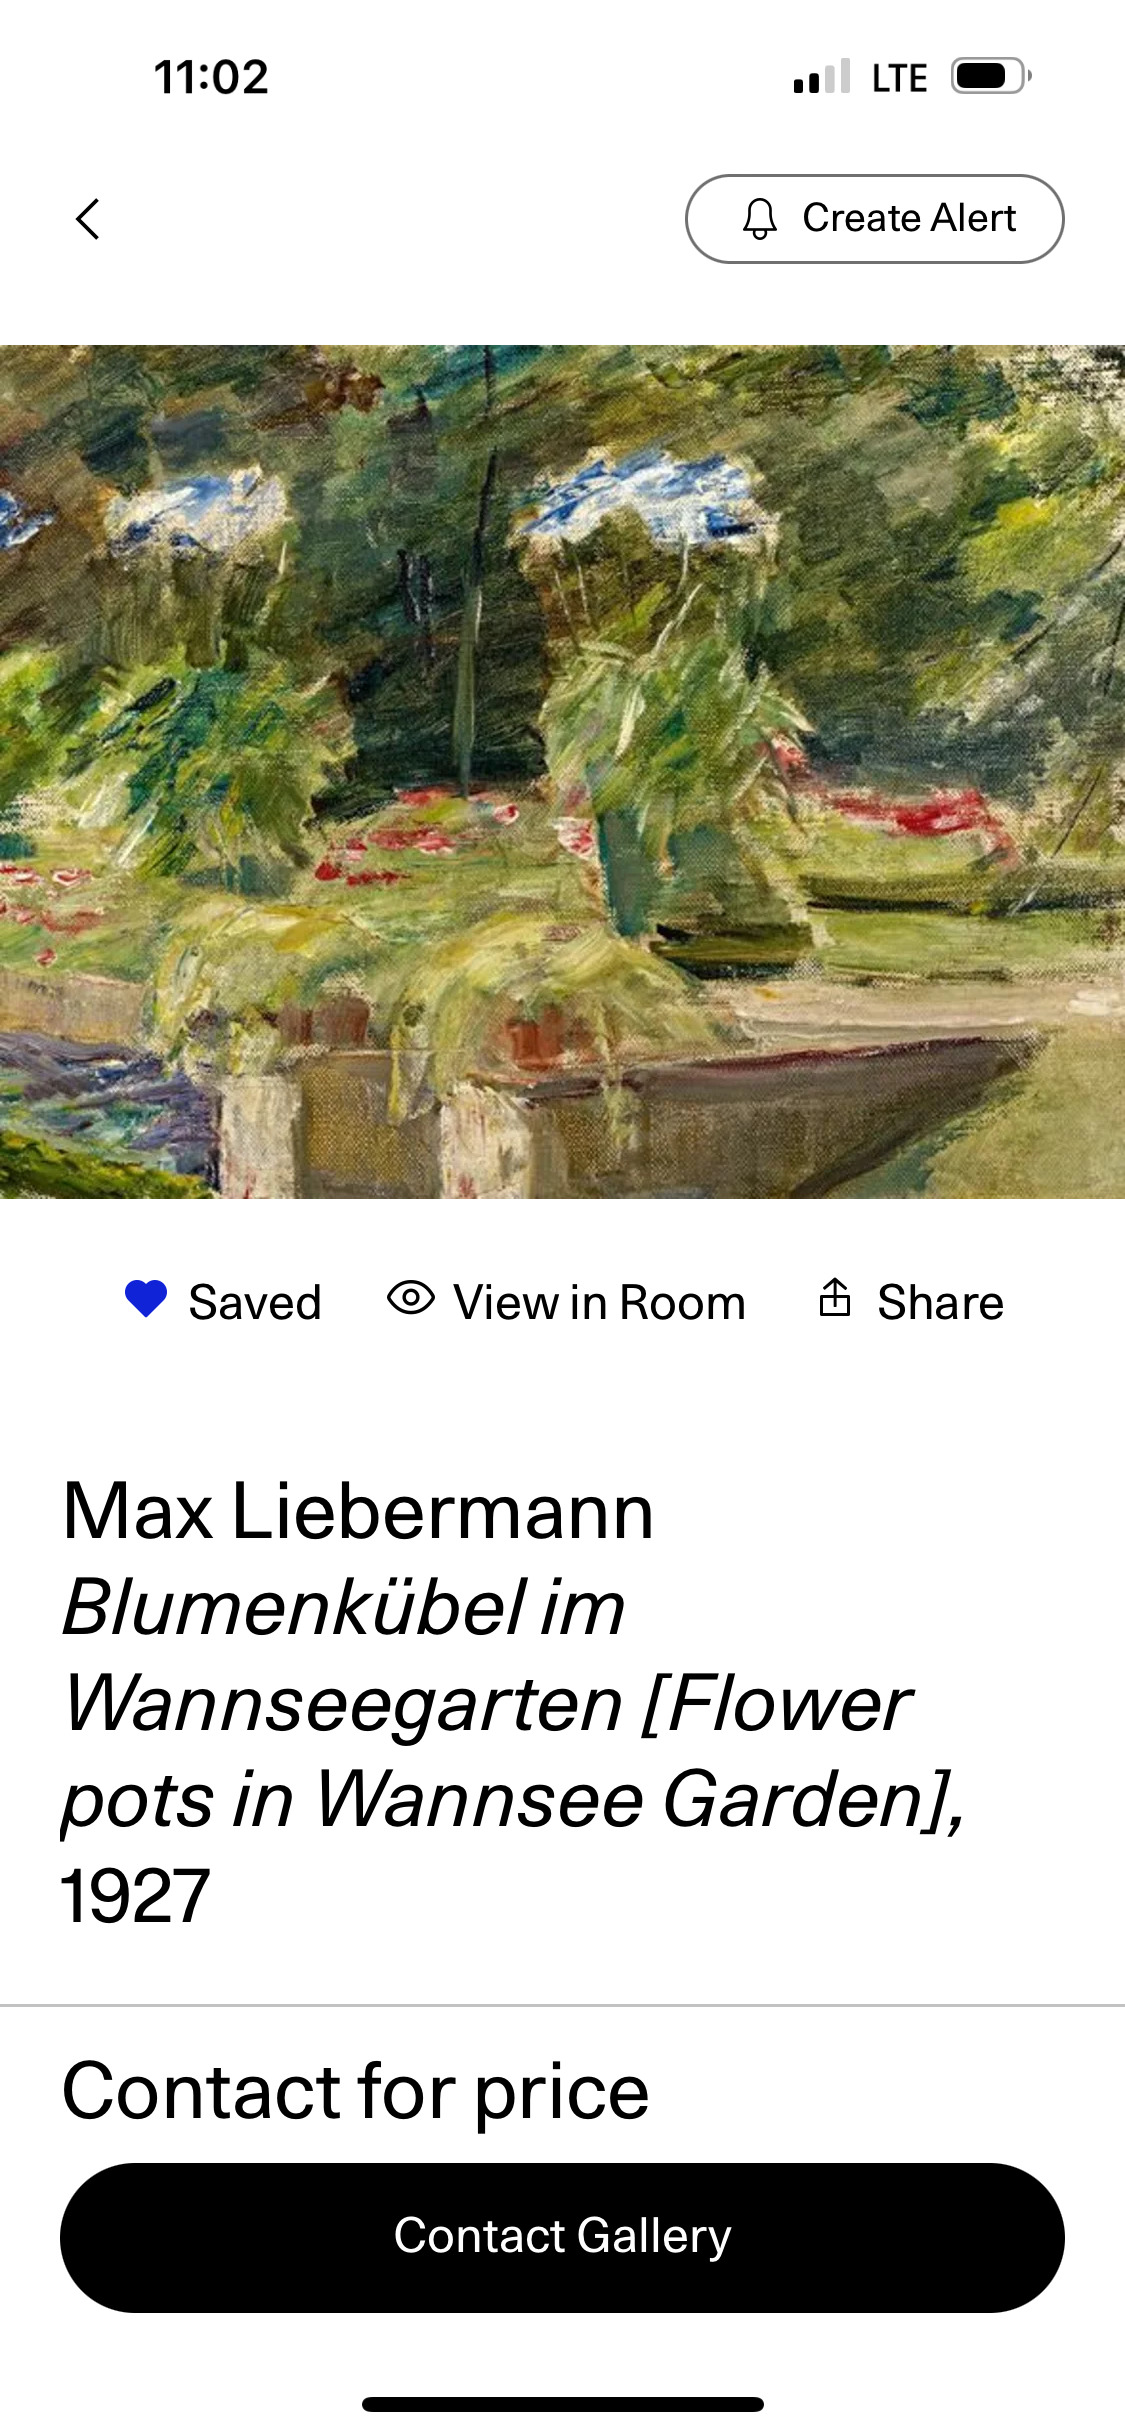 11:02 LTE
Create Alert
Saved View in Room Share
Max Liebermann
Blumenkübel im
Wannseegarten [Flower
pots in Wannsee Garden],
1927
Contact for price
Contact Gallery